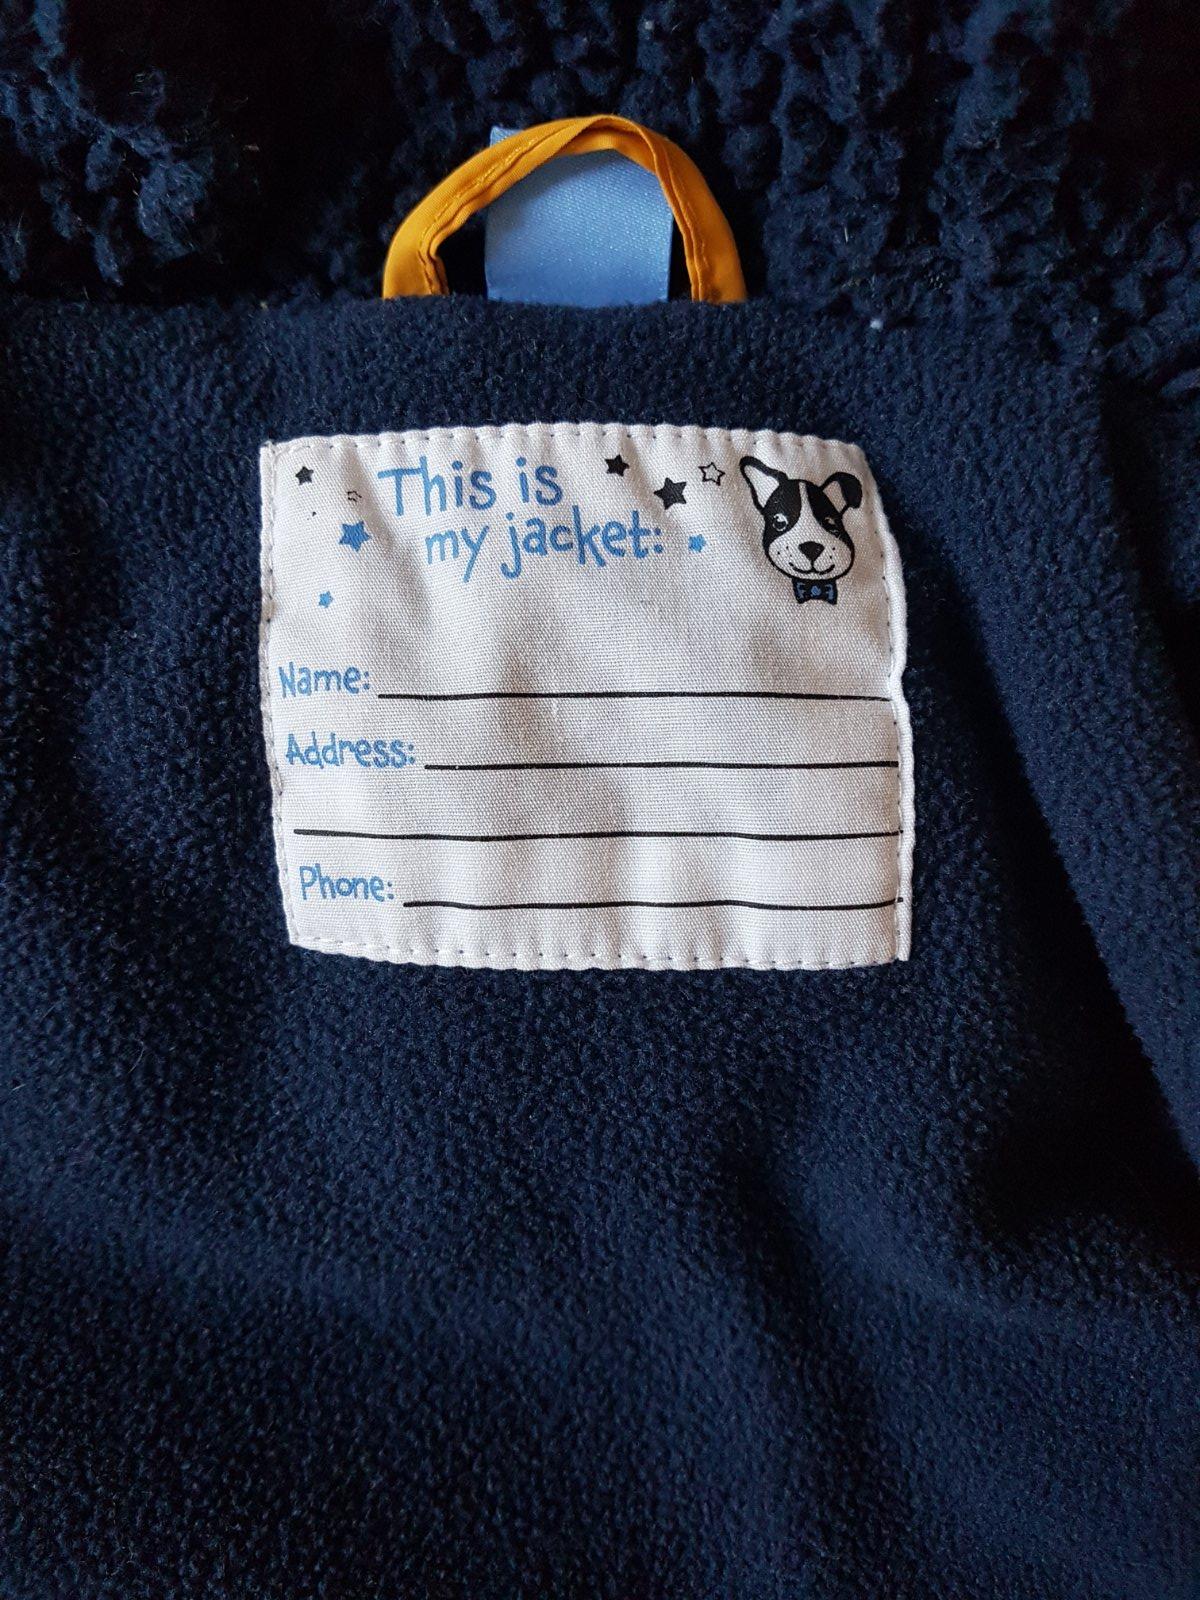 This is
my jacket:
Name:
Address:
Phone: